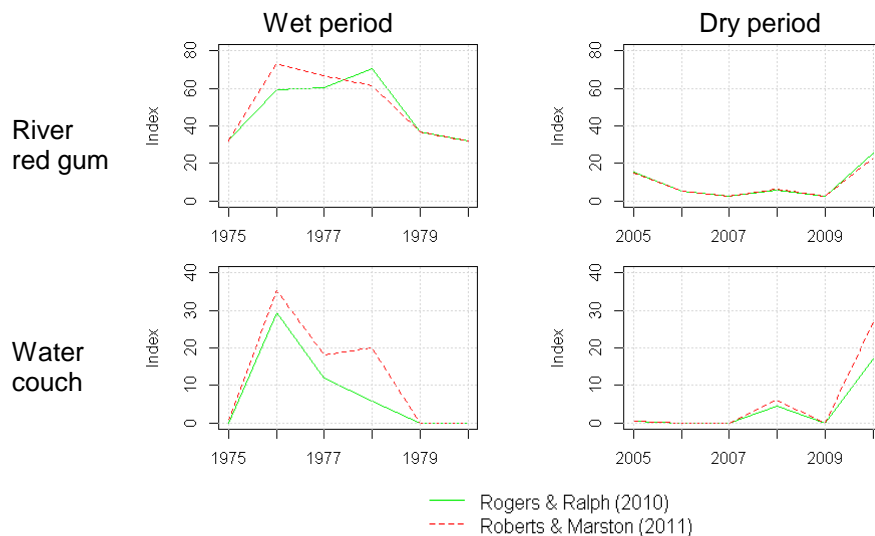 Wet period
Dry period
River
red gum
Index
80
60
40
20
0
1975
1977
1979
Index
80
60
40
20
0
2005
2007
2009
Water
couch
Index
40
30
20
10
0
1975
1977
1979
Index
40
30
20
10
0
2005
2007
2009
Rogers & Ralph (2010)
Roberts & Marston (2011)